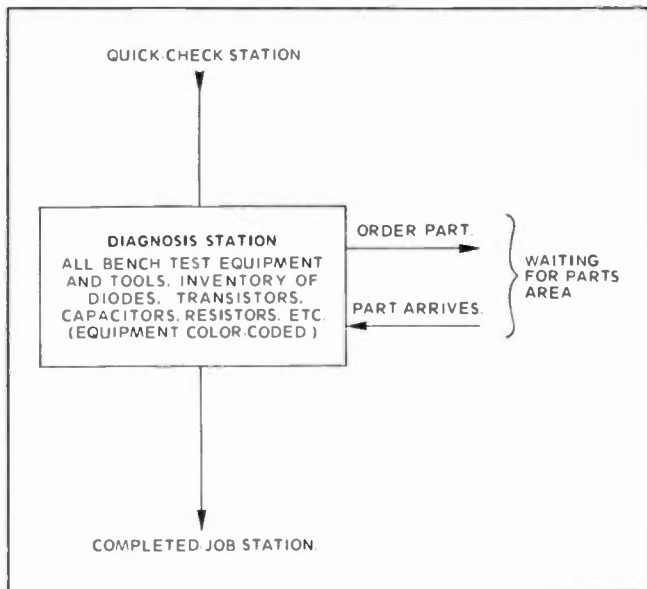 QUICK-CHECK STATION
DIAGNOSIS STATION
ALL BENCH TEST EQUIPMENT
AND TOOLS, INVENTORY OF
DIODES, TRANSISTORS,
CAPACITORS, RESISTORS, ETC.
(EQUIPMENT COLOR-CODED)
ORDER PART.
PART ARRIVES.
WAITING
FOR PARTS
AREA
COMPLETED-JOB STATION.